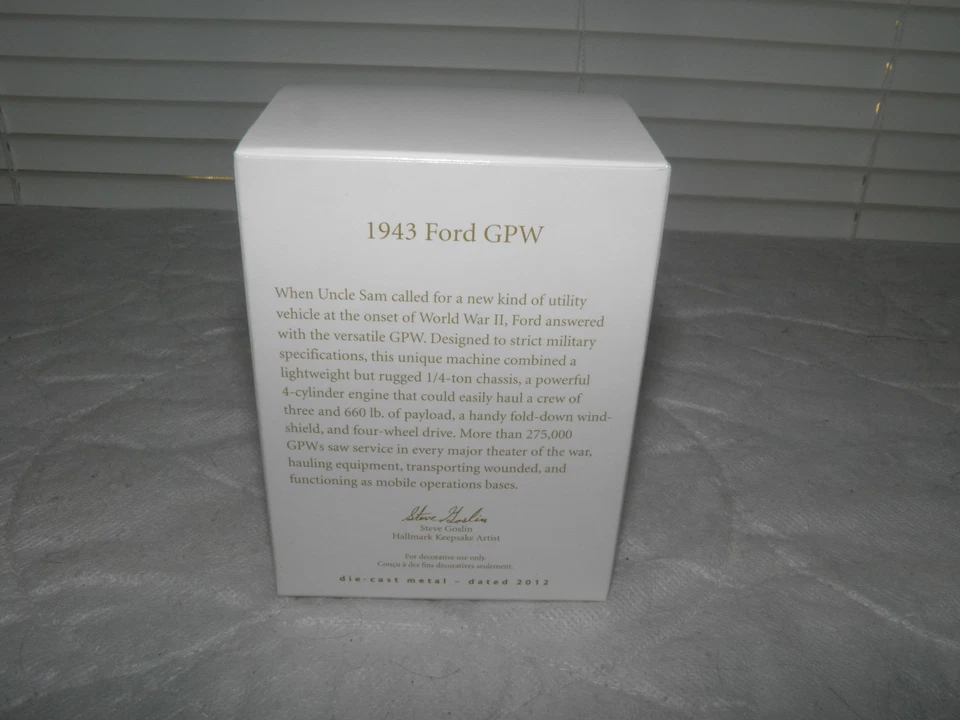 1943 Ford GPW
When Uncle Sam called for a new kind of utility
vehicle at the onset of World War II, Ford answered
with the versatile GPW. Designed to strict military
specifications, this unique machine combined a
lightweight but rugged 1/4-ton chassis, a powerful
4-cylinder engine that could easily haul a crew of
three and 660 lb. of payload, a handy fold-down wind-
shield, and four-wheel drive. More than 275,000
GPWs saw service in every major theater of the war,
hauling equipment, transporting wounded, and
functioning as mobile operations bases.
Steve Goslin
Steve Goslin
Hallmark Keepsake Artist
For decorative use only.
Conçu à des fins décoratives seulement.
die-cast metal - dated 2012